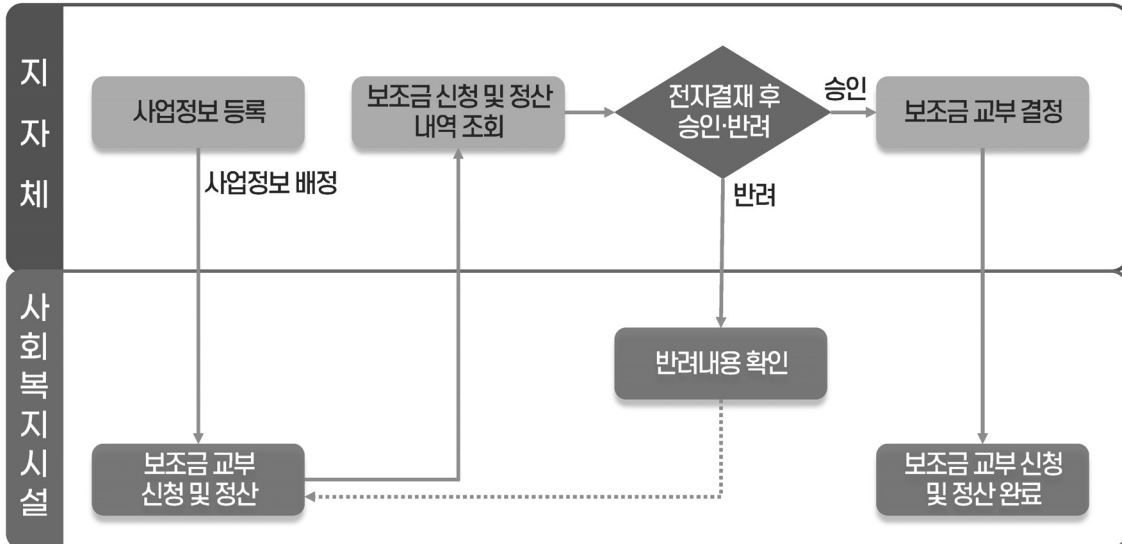 지자체
사업정보 등록
보조금 신청 및 정산
내역 조회
전자결재 후
승인·반려
승인
보조금 교부 결정
사업정보 배정
반려
사회복지시설
반려내용 확인
보조금 교부
신청 및 정산
보조금 교부 신청
및 정산 완료